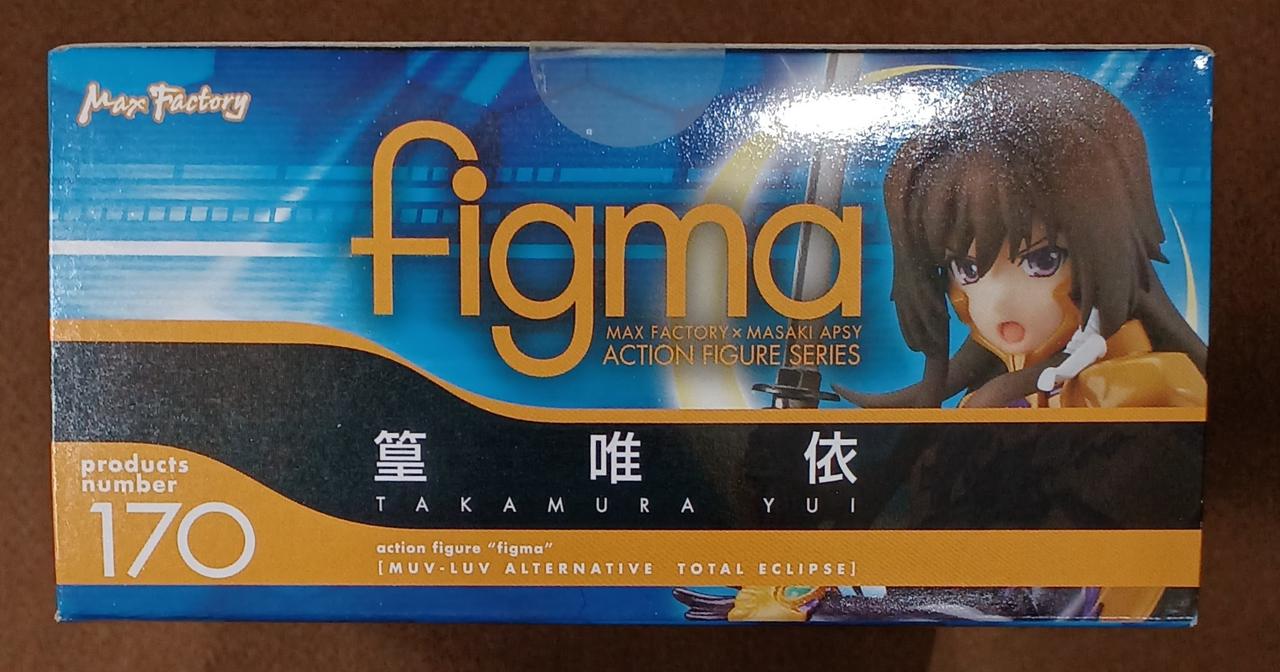 Max Factory
figma
MAX FACTORY×MASAKI APSY
ACTION FIGURE SERIES
篁 唯 依
TAKAMURA YUI
products
number
170
action figure “figma”
[MUV-LUV ALTERNATIVE TOTAL ECLIPSE]